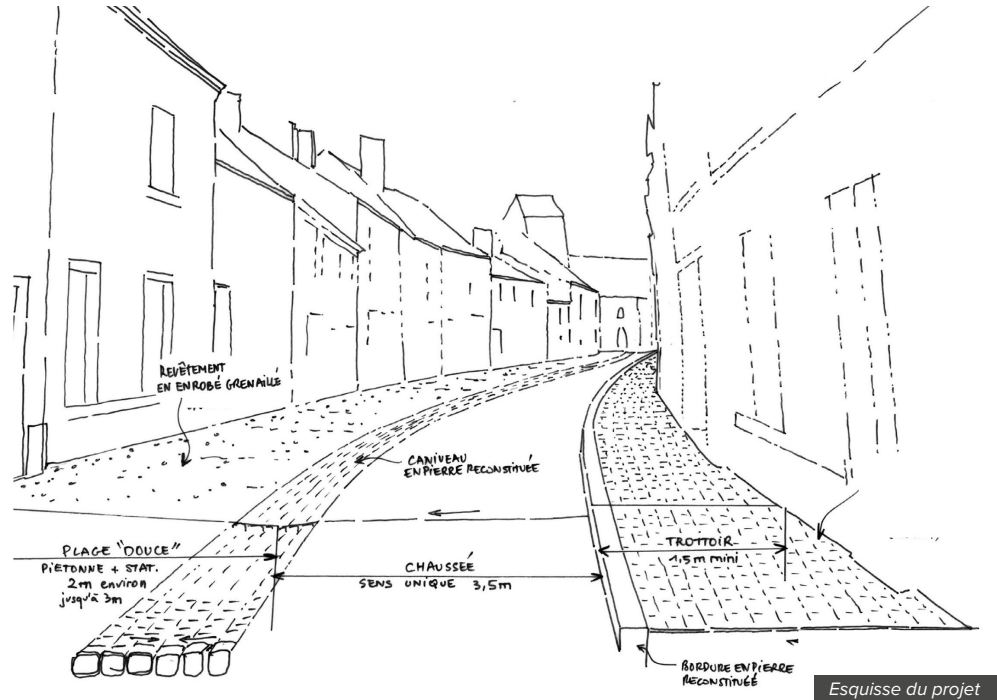 REVÊTEMENT
EN ENROBÉ GRENAILLÉ
CANIVEAU
EN PIERRE RECONSTITUÉE
PLAGE "DOUCE"
PIETONNE + STAT.
2m environ
jusqu'à 3m
CHAUSSÉE
SENS UNIQUE 3,5m
TROTTOIR
1,5m mini
BORDURE EN PIERRE
RECONSTITUÉE
Esquisse du projet